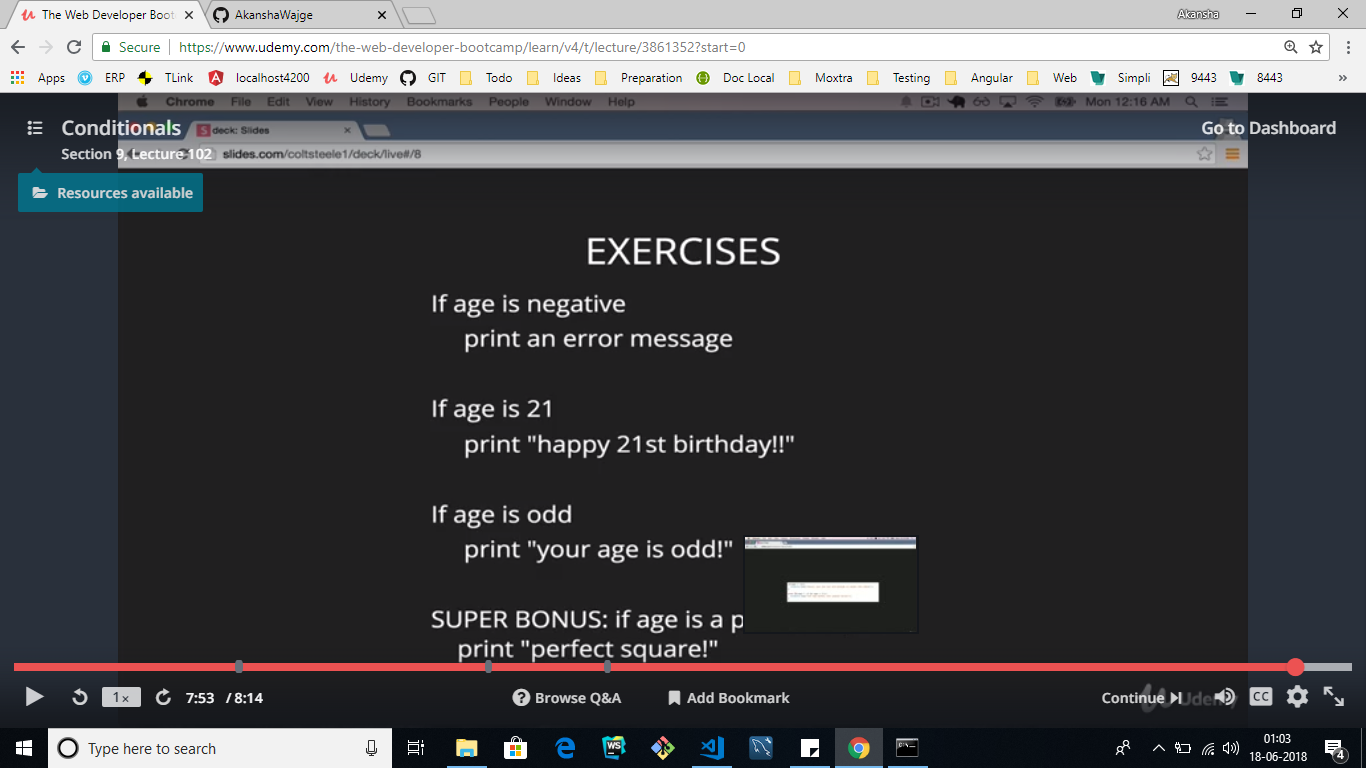 The Web Developer Boot
AkanshaWajge
Akansha
Secure
https://www.udemy.com/the-web-developer-bootcamp/learn/v4/t/lecture/3861352?start=0
Apps ERP TLink localhost4200 Udemy GIT Todo Ideas Preparation Doc Local Moxtra Testing Angular Web Simpli 9443 8443 »
Chrome File Edit View History Bookmarks People Window Help Mon 12:16 AM
Conditionals
deck: Slides
Go to Dashboard
Section 9, Lecture 102
slides.com/coltsteele1/deck/live#/8
Resources available
EXERCISES
If age is negative
print an error message
If age is 21
print "happy 21st birthday!!"
If age is odd
print "your age is odd!"
SUPER BONUS: if age is a p
print "perfect square!"
1x
7:53 / 8:14
Browse Q&A
Add Bookmark
Continue
Udemy
CC
Type here to search
WS
01:03
18-06-2018
4